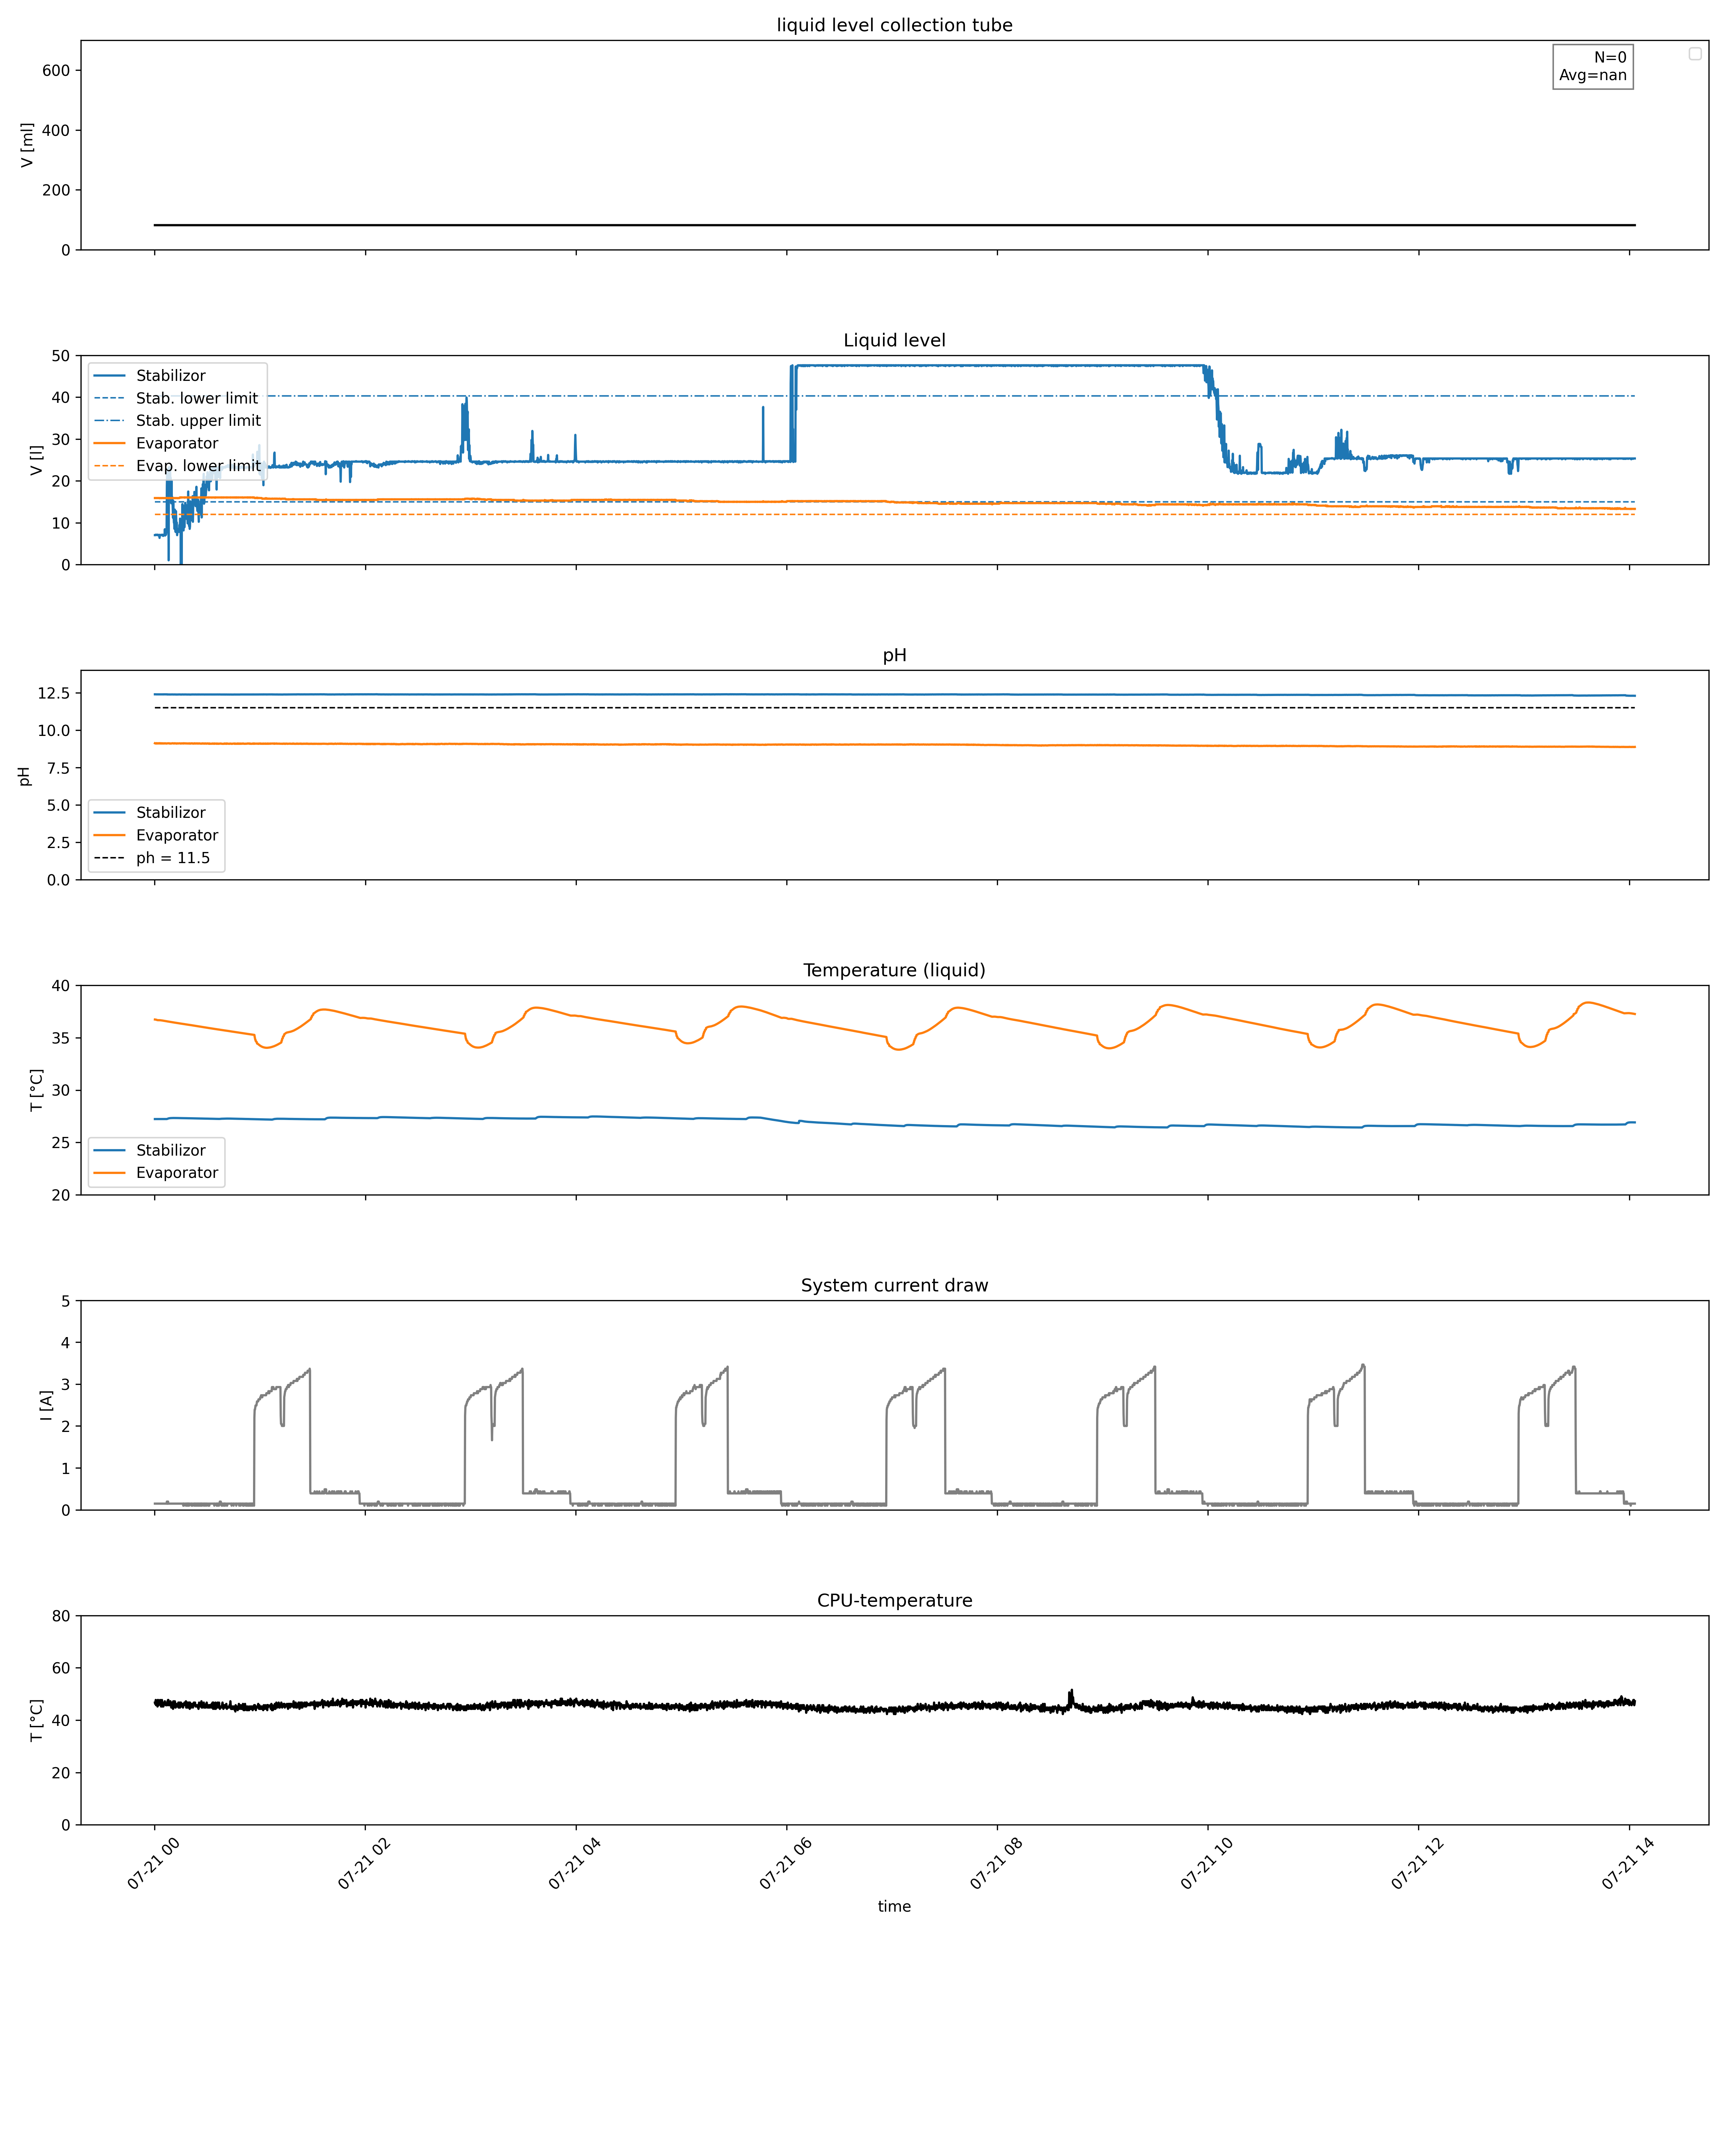 liquid level collection tube
N=0
Avg=nan
V [ml]
600
400
200
0
Liquid level
V [l]
50
40
30
20
10
0
Stabilizor
Stab. lower limit
Stab. upper limit
Evaporator
Evap. lower limit
pH
pH
12.5
10.0
7.5
5.0
2.5
0.0
Stabilizor
Evaporator
ph = 11.5
Temperature (liquid)
T [°C]
40
35
30
25
20
Stabilizor
Evaporator
System current draw
I [A]
5
4
3
2
1
0
CPU-temperature
T [°C]
80
60
40
20
0
07-21 00
07-21 02
07-21 04
07-21 06
07-21 08
07-21 10
07-21 12
07-21 14
time